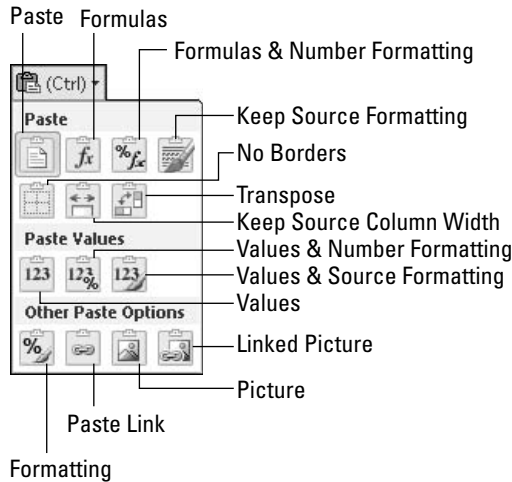 Paste Formulas
Formulas & Number Formatting
(Ctrl)
Paste
Keep Source Formatting
fx
%fx
No Borders
Transpose
Keep Source Column Width
Paste Values
Values & Number Formatting
123
123%
123
Values & Source Formatting
Values
Other Paste Options
%
Linked Picture
Picture
Paste Link
Formatting